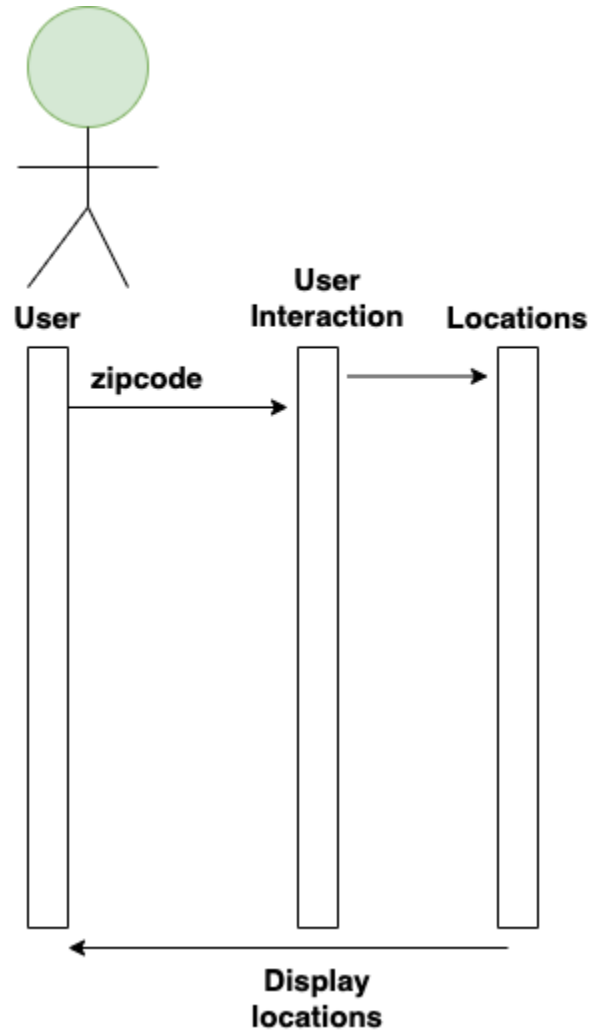 User
User
Interaction
Locations
zipcode
Display
locations